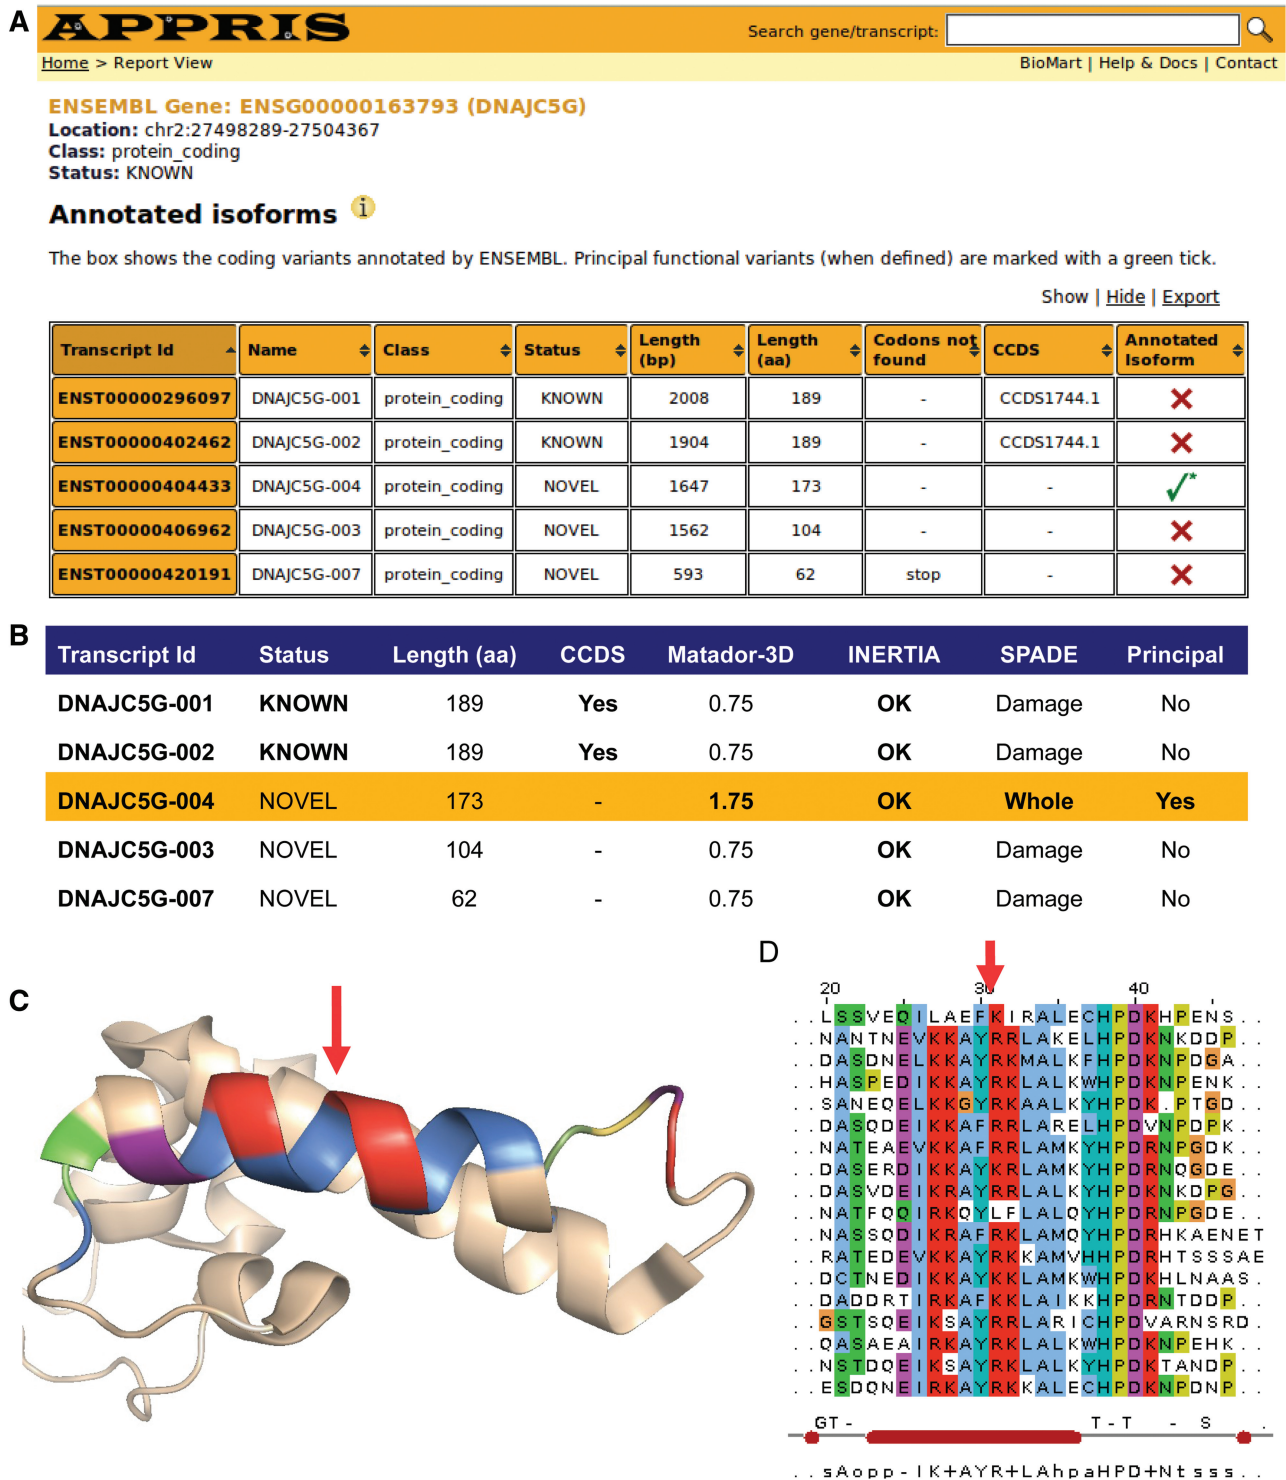 A
APPRIS
Search gene/transcript:
Home > Report View
BioMart | Help & Docs | Contact
ENSEMBL Gene: ENSG00000163793 (DNAJC5G)
Location: chr2:27498289-27504367
Class: protein_coding
Status: KNOWN
Annotated isoforms i
The box shows the coding variants annotated by ENSEMBL. Principal functional variants (when defined) are marked with a green tick.
Show | Hide | Export
Transcript Id Name Class Status Length (bp) Length (aa) Codons not found CCDS Annotated Isoform
ENST00000296097 DNAJC5G-001 protein_coding KNOWN 2008 189 - CCDS1744.1 ✗
ENST00000402462 DNAJC5G-002 protein_coding KNOWN 1904 189 - CCDS1744.1 ✗
ENST00000404433 DNAJC5G-004 protein_coding NOVEL 1647 173 - - ✓*
ENST00000406962 DNAJC5G-003 protein_coding NOVEL 1562 104 - - ✗
ENST00000420191 DNAJC5G-007 protein_coding NOVEL 593 62 stop - ✗
B
Transcript Id Status Length (aa) CCDS Matador-3D INERTIA SPADE Principal
DNAJC5G-001 KNOWN 189 Yes 0.75 OK Damage No
DNAJC5G-002 KNOWN 189 Yes 0.75 OK Damage No
DNAJC5G-004 NOVEL 173 - 1.75 OK Whole Yes
DNAJC5G-003 NOVEL 104 - 0.75 OK Damage No
DNAJC5G-007 NOVEL 62 - 0.75 OK Damage No
C
D
20 30 40
..LSSVEQILAEFKIRALECHPDKHPENS..
..NANTNEVKKAYRRLAKELHPDKNKDDP..
..DASDNELKKAYRKMALKFHPDKNPDGA..
..HASPEDIKKAYRKLALKWHPDKNPENK..
..SANEQELKKGYRKAALKYHPDK.PTGD..
..DASQDEIKKAFRRLARELHPDVNPDPK..
..NATEAEVKKAFRRLAMKYHPDRNPGDK..
..DASERDIKKAYKRLAMKYHPDRNQGDE..
..DASVDEIKRAYRRLALKYHPDKNKDPG..
..NATFQQIRKQYLFLALQYHPDRNPGDE..
..NASSQDIKRAFRKLAMQYHPDRHKAENET
..RATEDEVKKAYRKKAMVHHPDRHTSSSAE
..DCTNEDIKKAYKKLAMKWHPDKHLNAAS.
..DADDRTIRKAFKKLAIKKHPDRNTDDP..
..GSTSQEIKSAYRRLARICHPDVARNSRD.
..QASAEAIRKAYRKLALKWHPDKNPEHK..
..NSTDQEIKSAYRKLALKYHPDKTANDP..
..ESDQNEIRKAYRKKALECHPDKNPDNP..
GT- T-T - S .
..sAopp-IK+AYR+LAhpaHPD+Ntsss..